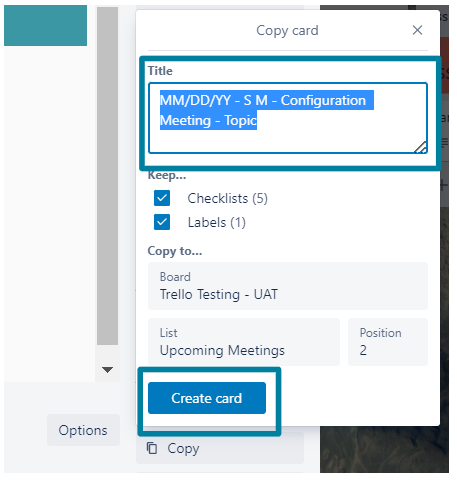 Copy card
Title
MM/DD/YY - S M - Configuration
Meeting - Topic
Keep...
Checklists (5)
Labels (1)
Copy to...
Board
Trello Testing - UAT
List
Upcoming Meetings
Position
2
Create card
Options
Copy